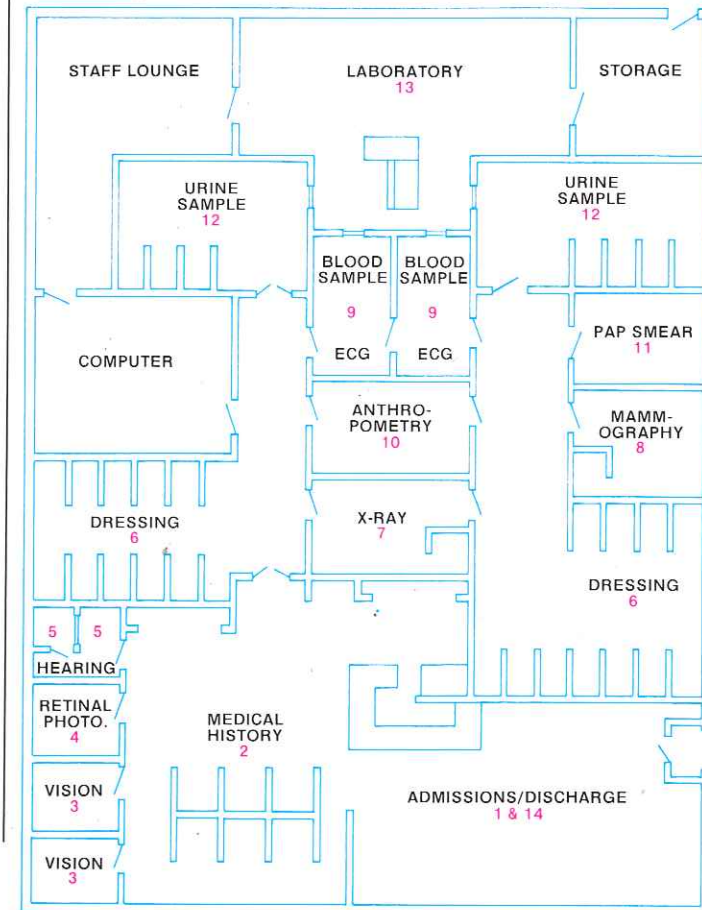 STAFF LOUNGE
LABORATORY
13
STORAGE
URINE
SAMPLE
12
URINE
SAMPLE
12
BLOOD
SAMPLE
9
ECG
BLOOD
SAMPLE
9
ECG
COMPUTER
PAP SMEAR
11
ANTHRO-
POMETRY
10
MAMM-
OGRAPHY
8
DRESSING
6
X-RAY
7
DRESSING
6
5
5
HEARING
RETINAL
PHOTO.
4
MEDICAL
HISTORY
2
VISION
3
ADMISSIONS/DISCHARGE
1 & 14
VISION
3